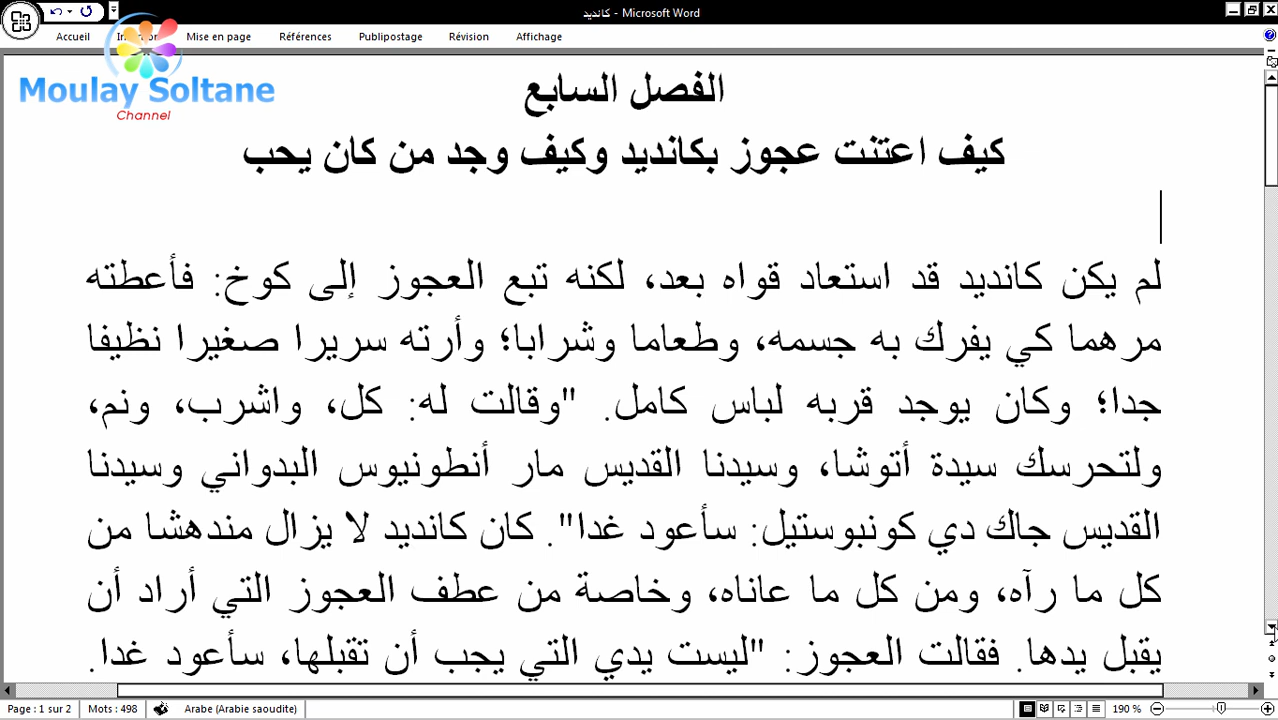 كانديد - Microsoft Word
Accueil Mise en page Références Publipostage Révision Affichage
Moulay Soltane
Channel
الفصل السابع
كيف اعتنت عجوز بكانديد وكيف وجد من كان يحب
لم يكن كانديد قد استعاد قواه بعد، لكنه تبع العجوز إلى كوخ: فأعطته
مرهما كي يفرك به جسمه، وطعاما وشرابا؛ وأرته سريرا صغيرا نظيفا
جدا؛ وكان يوجد قربه لباس كامل. "وقالت له: كل، واشرب، ونم،
ولتحرسك سيدة أتوشا، وسيدنا القديس مار أنطونيوس البدواني وسيدنا
القديس جاك دي كونبوستيل: سأعود غدا". كان كانديد لا يزال مندهشا من
كل ما رآه، ومن كل ما عاناه، وخاصة من عطف العجوز التي أراد أن
يقبل يدها. فقالت العجوز: "ليست يدي التي يجب أن تقبلها، سأعود غدا.
Page : 1 sur 2 Mots : 498 Arabe (Arabie saoudite) 190 %